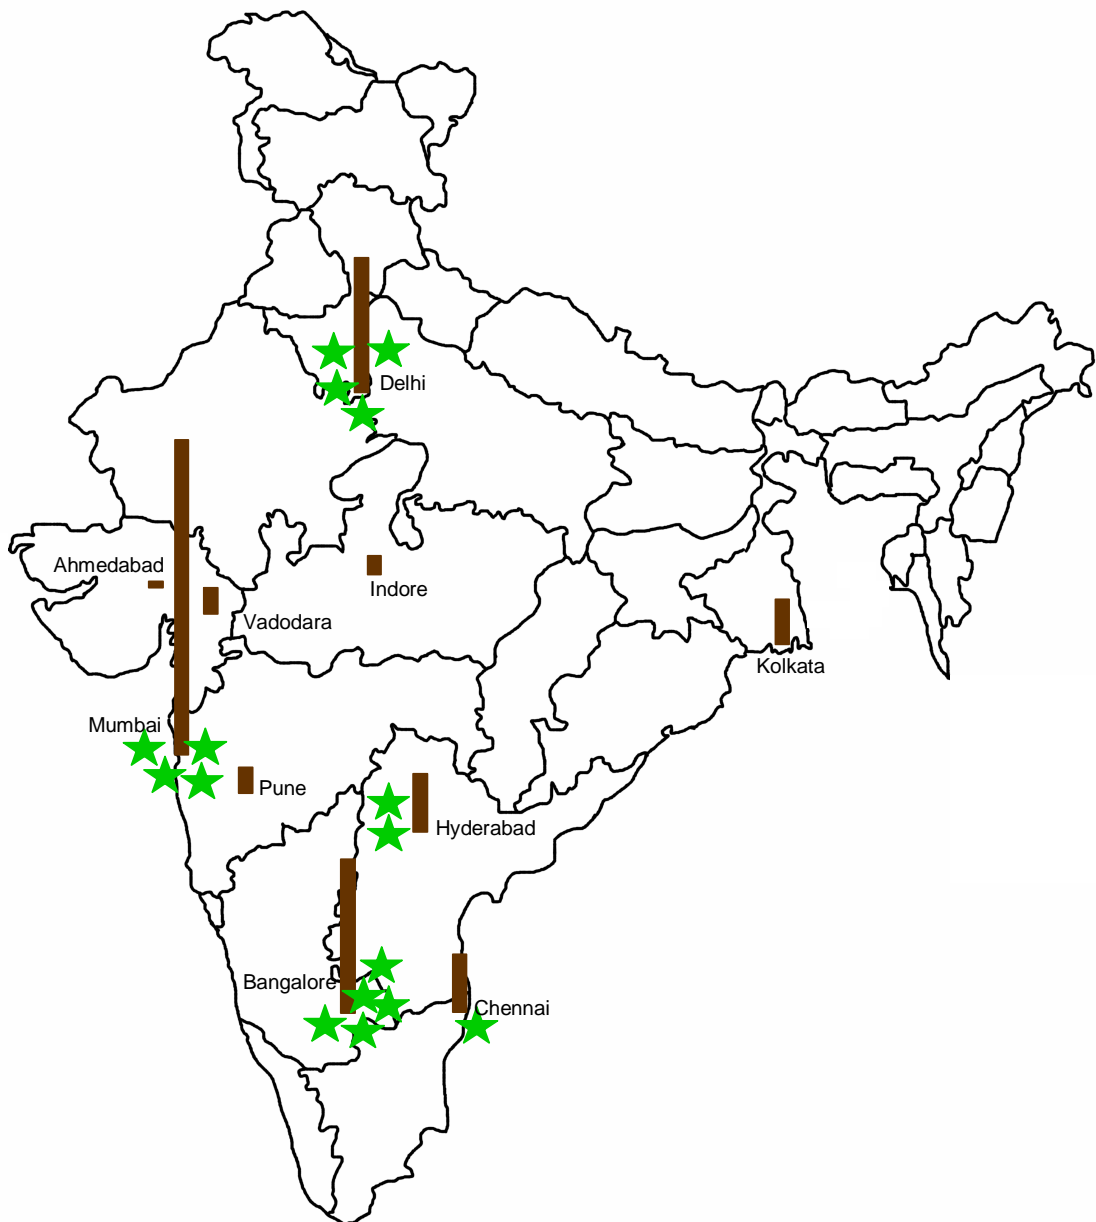 Delhi
Ahmedabad
Indore
Vadodara
Kolkata
Mumbai
Pune
Hyderabad
Bangalore
Chennai